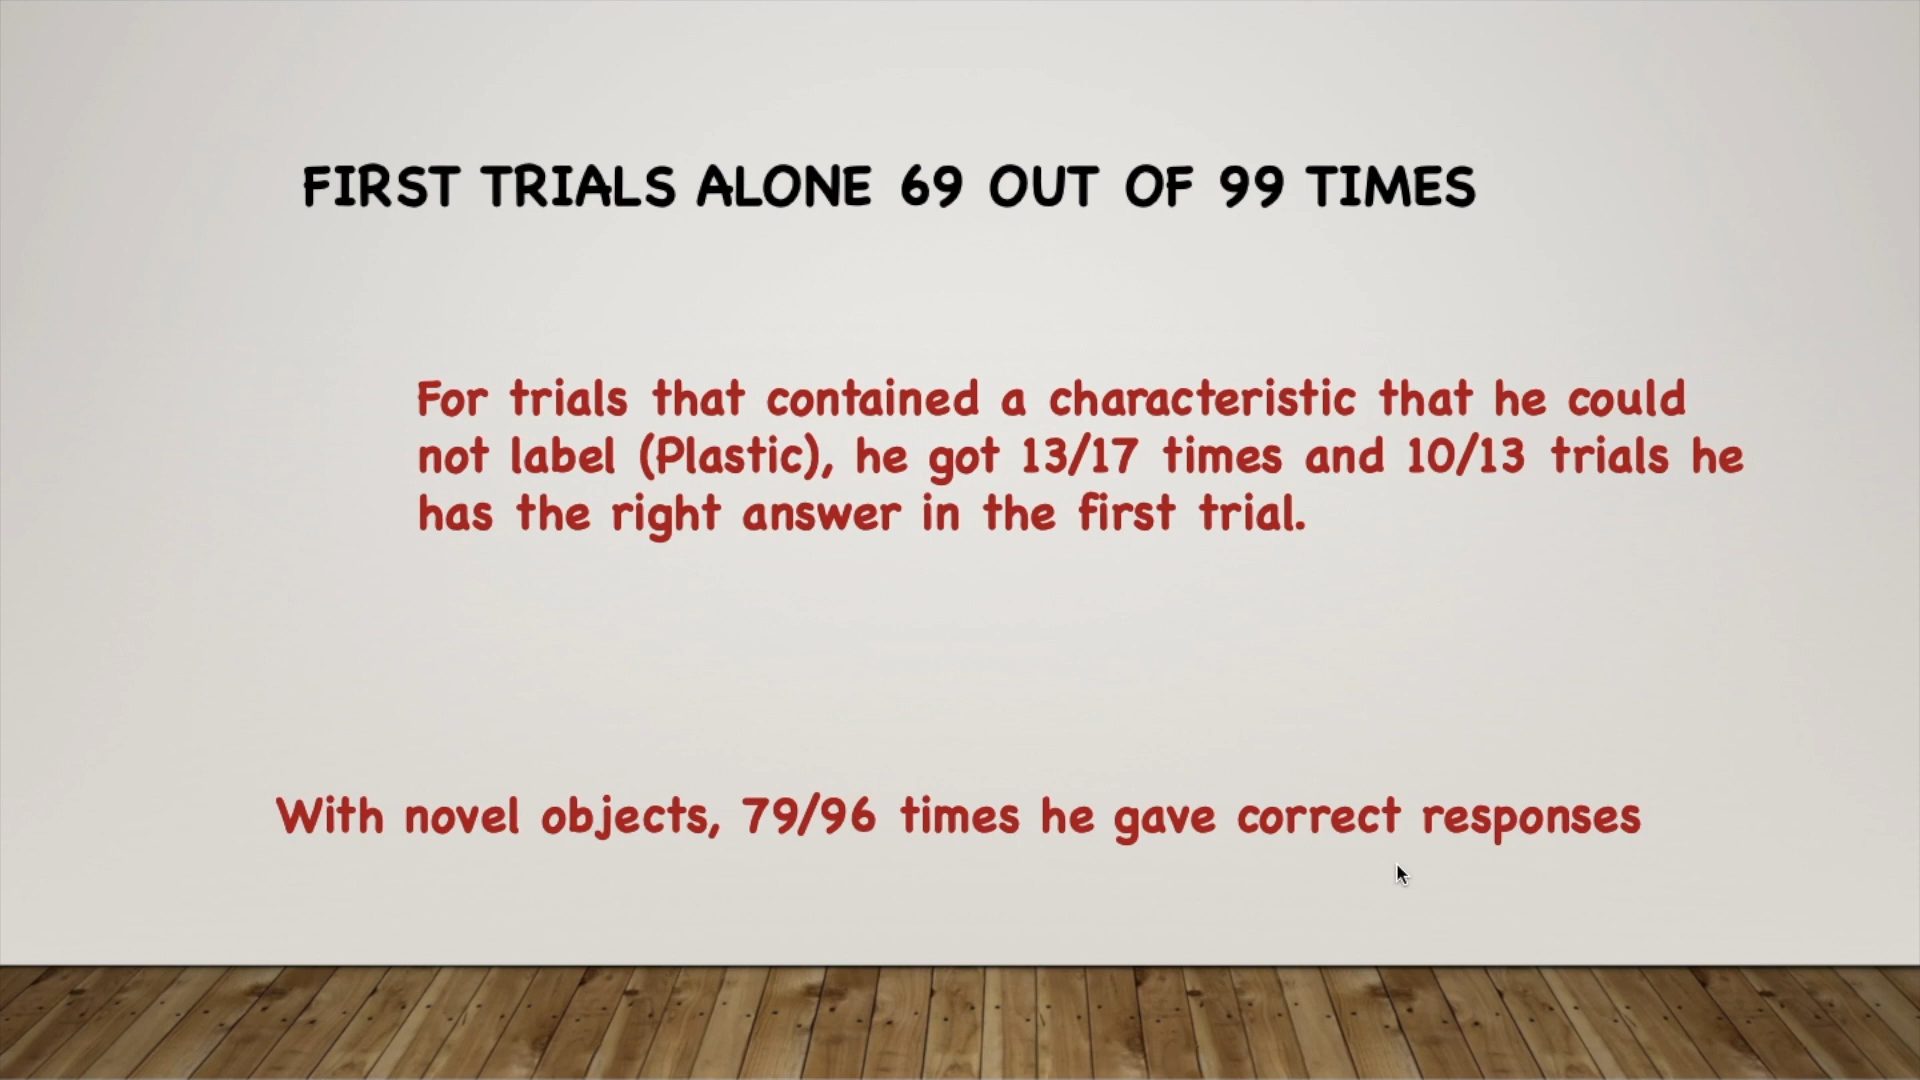 FIRST TRIALS ALONE 69 OUT OF 99 TIMES
For trials that contained a characteristic that he could
not label (Plastic), he got 13/17 times and 10/13 trials he
has the right answer in the first trial.
With novel objects, 79/96 times he gave correct responses